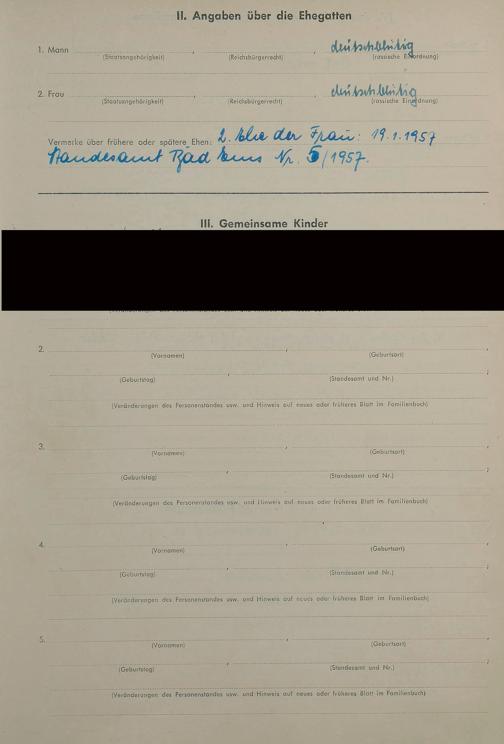 II. Angaben über die Ehegatten
1. Mann , , deutschblütig
(Staatsangehörigkeit) (Reichsbürgerrecht) (rassische Einordnung)
2. Frau , , deutschblütig
(Staatsangehörigkeit) (Reichsbürgerrecht) (rassische Einordnung)
Vermerke über frühere oder spätere Ehen: 2. Ehe der Frau: 19.1.1957
Standesamt Bad Ems Nr. 5/1957.
III. Gemeinsame Kinder
2. , ,
(Vornamen) (Geburtsort)
, ;
(Geburtstag) (Standesamt und Nr.)
(Veränderungen des Personenstandes usw. und Hinweis auf neues oder früheres Blatt im Familienbuch)
3. , ,
(Vornamen) (Geburtsort)
, ;
(Geburtstag) (Standesamt und Nr.)
(Veränderungen des Personenstandes usw. und Hinweis auf neues oder früheres Blatt im Familienbuch)
4. , ,
(Vornamen) (Geburtsort)
, ;
(Geburtstag) (Standesamt und Nr.)
(Veränderungen des Personenstandes usw. und Hinweis auf neues oder früheres Blatt im Familienbuch)
5. , ,
(Vornamen) (Geburtsort)
, ;
(Geburtstag) (Standesamt und Nr.)
(Veränderungen des Personenstandes usw. und Hinweis auf neues oder früheres Blatt im Familienbuch)